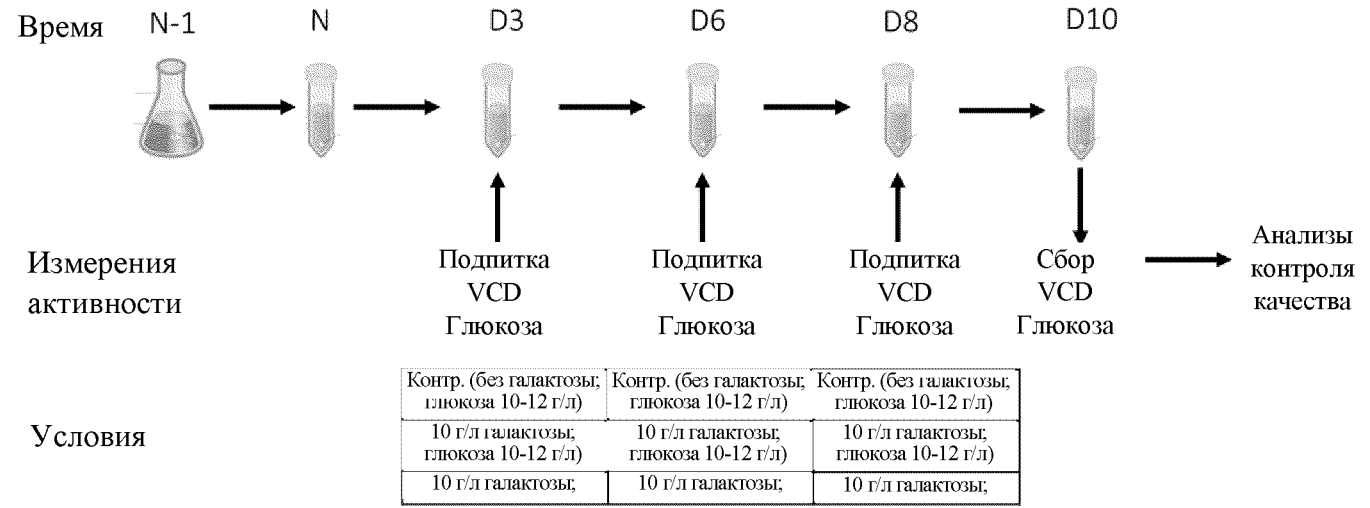 Время N-1 N D3 D6 D8 D10
Измерения активности
Подпитка
VCD
Глюкоза
Подпитка
VCD
Глюкоза
Подпитка
VCD
Глюкоза
Сбор
VCD
Глюкоза
Анализы
контроля
качества
Условия
Контр. (без галактозы;
глюкоза 10-12 г/л)
Контр. (без галактозы;
глюкоза 10-12 г/л)
Контр. (без галактозы;
глюкоза 10-12 г/л)
10 г/л галактозы;
глюкоза 10-12 г/л)
10 г/л галактозы;
глюкоза 10-12 г/л)
10 г/л галактозы;
глюкоза 10-12 г/л)
10 г/л галактозы;
10 г/л галактозы;
10 г/л галактозы;